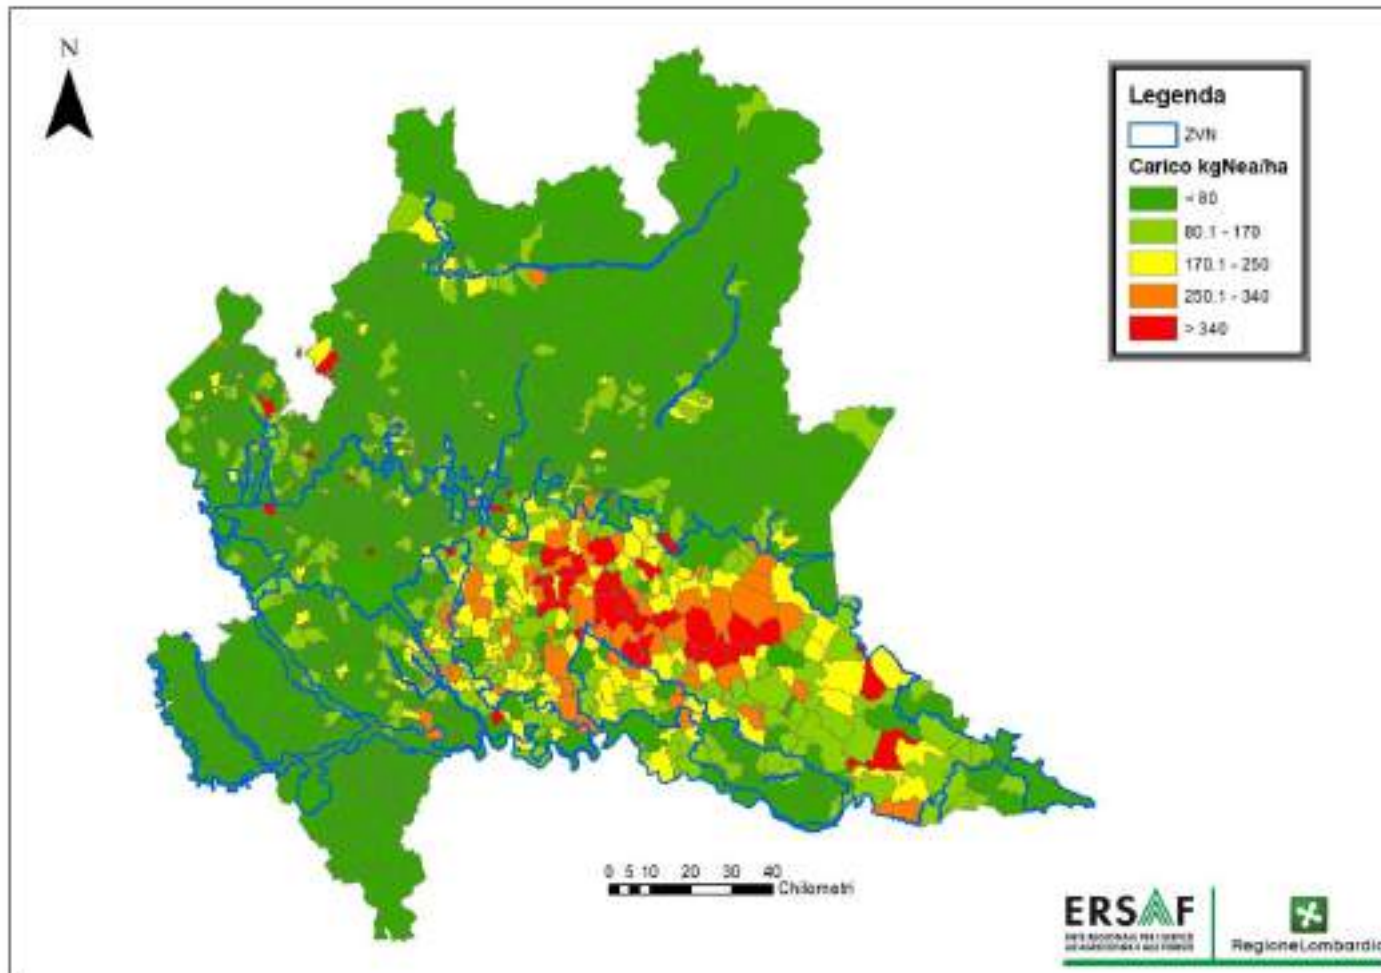 N
Legenda
ZVN
Carico kgNea/ha
< 80
80.1 - 170
170.1 - 250
250.1 - 340
> 340
0 5 10 20 30 40
Chilometri
ERSAF
RegioneLombardia